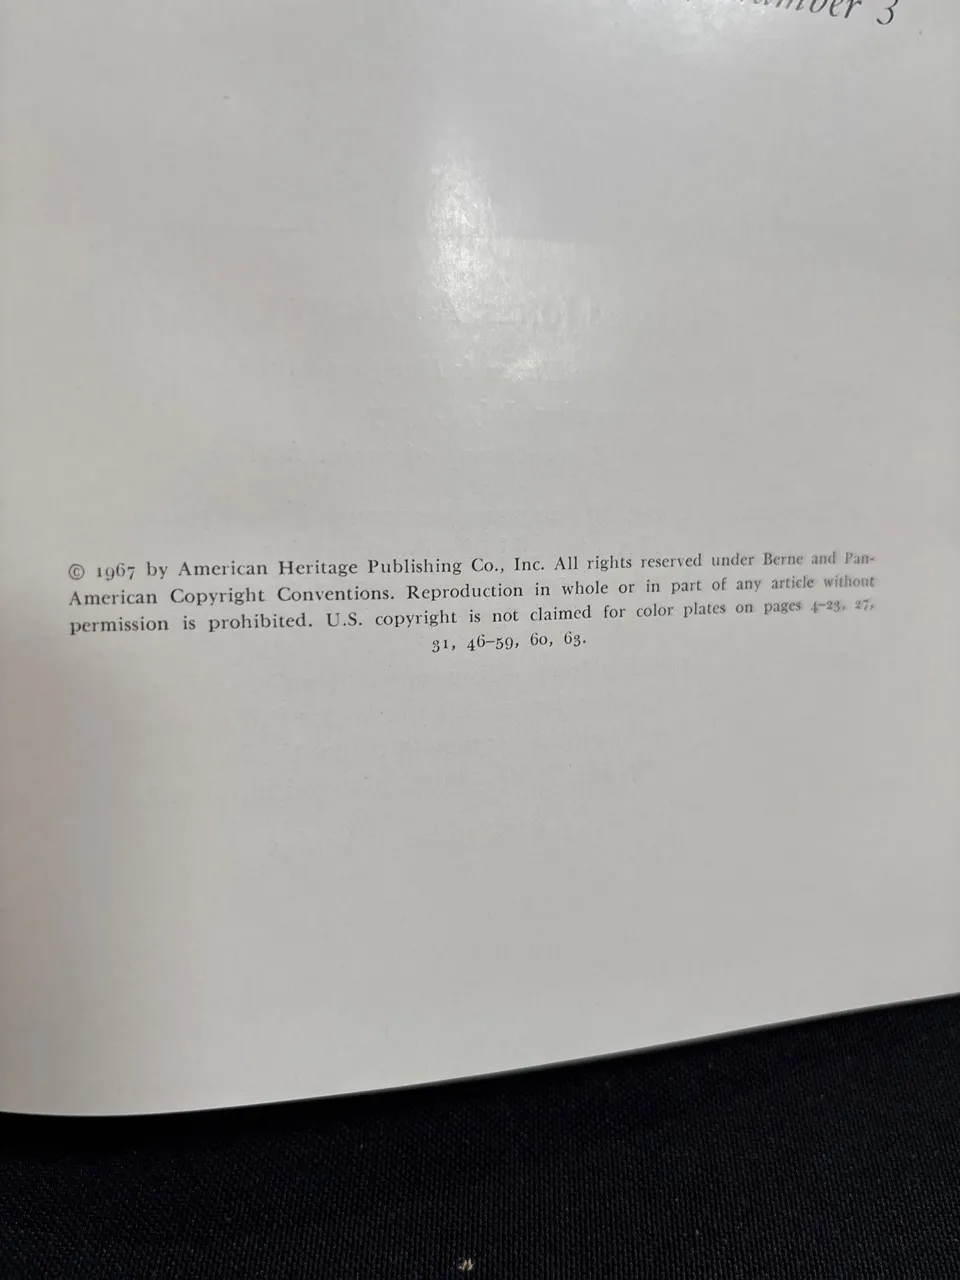 3
© 1967 by American Heritage Publishing Co., Inc. All rights reserved under Berne and Pan-
American Copyright Conventions. Reproduction in whole or in part of any article without
permission is prohibited. U.S. copyright is not claimed for color plates on pages 4–23, 27,
31, 46–59, 60, 63.